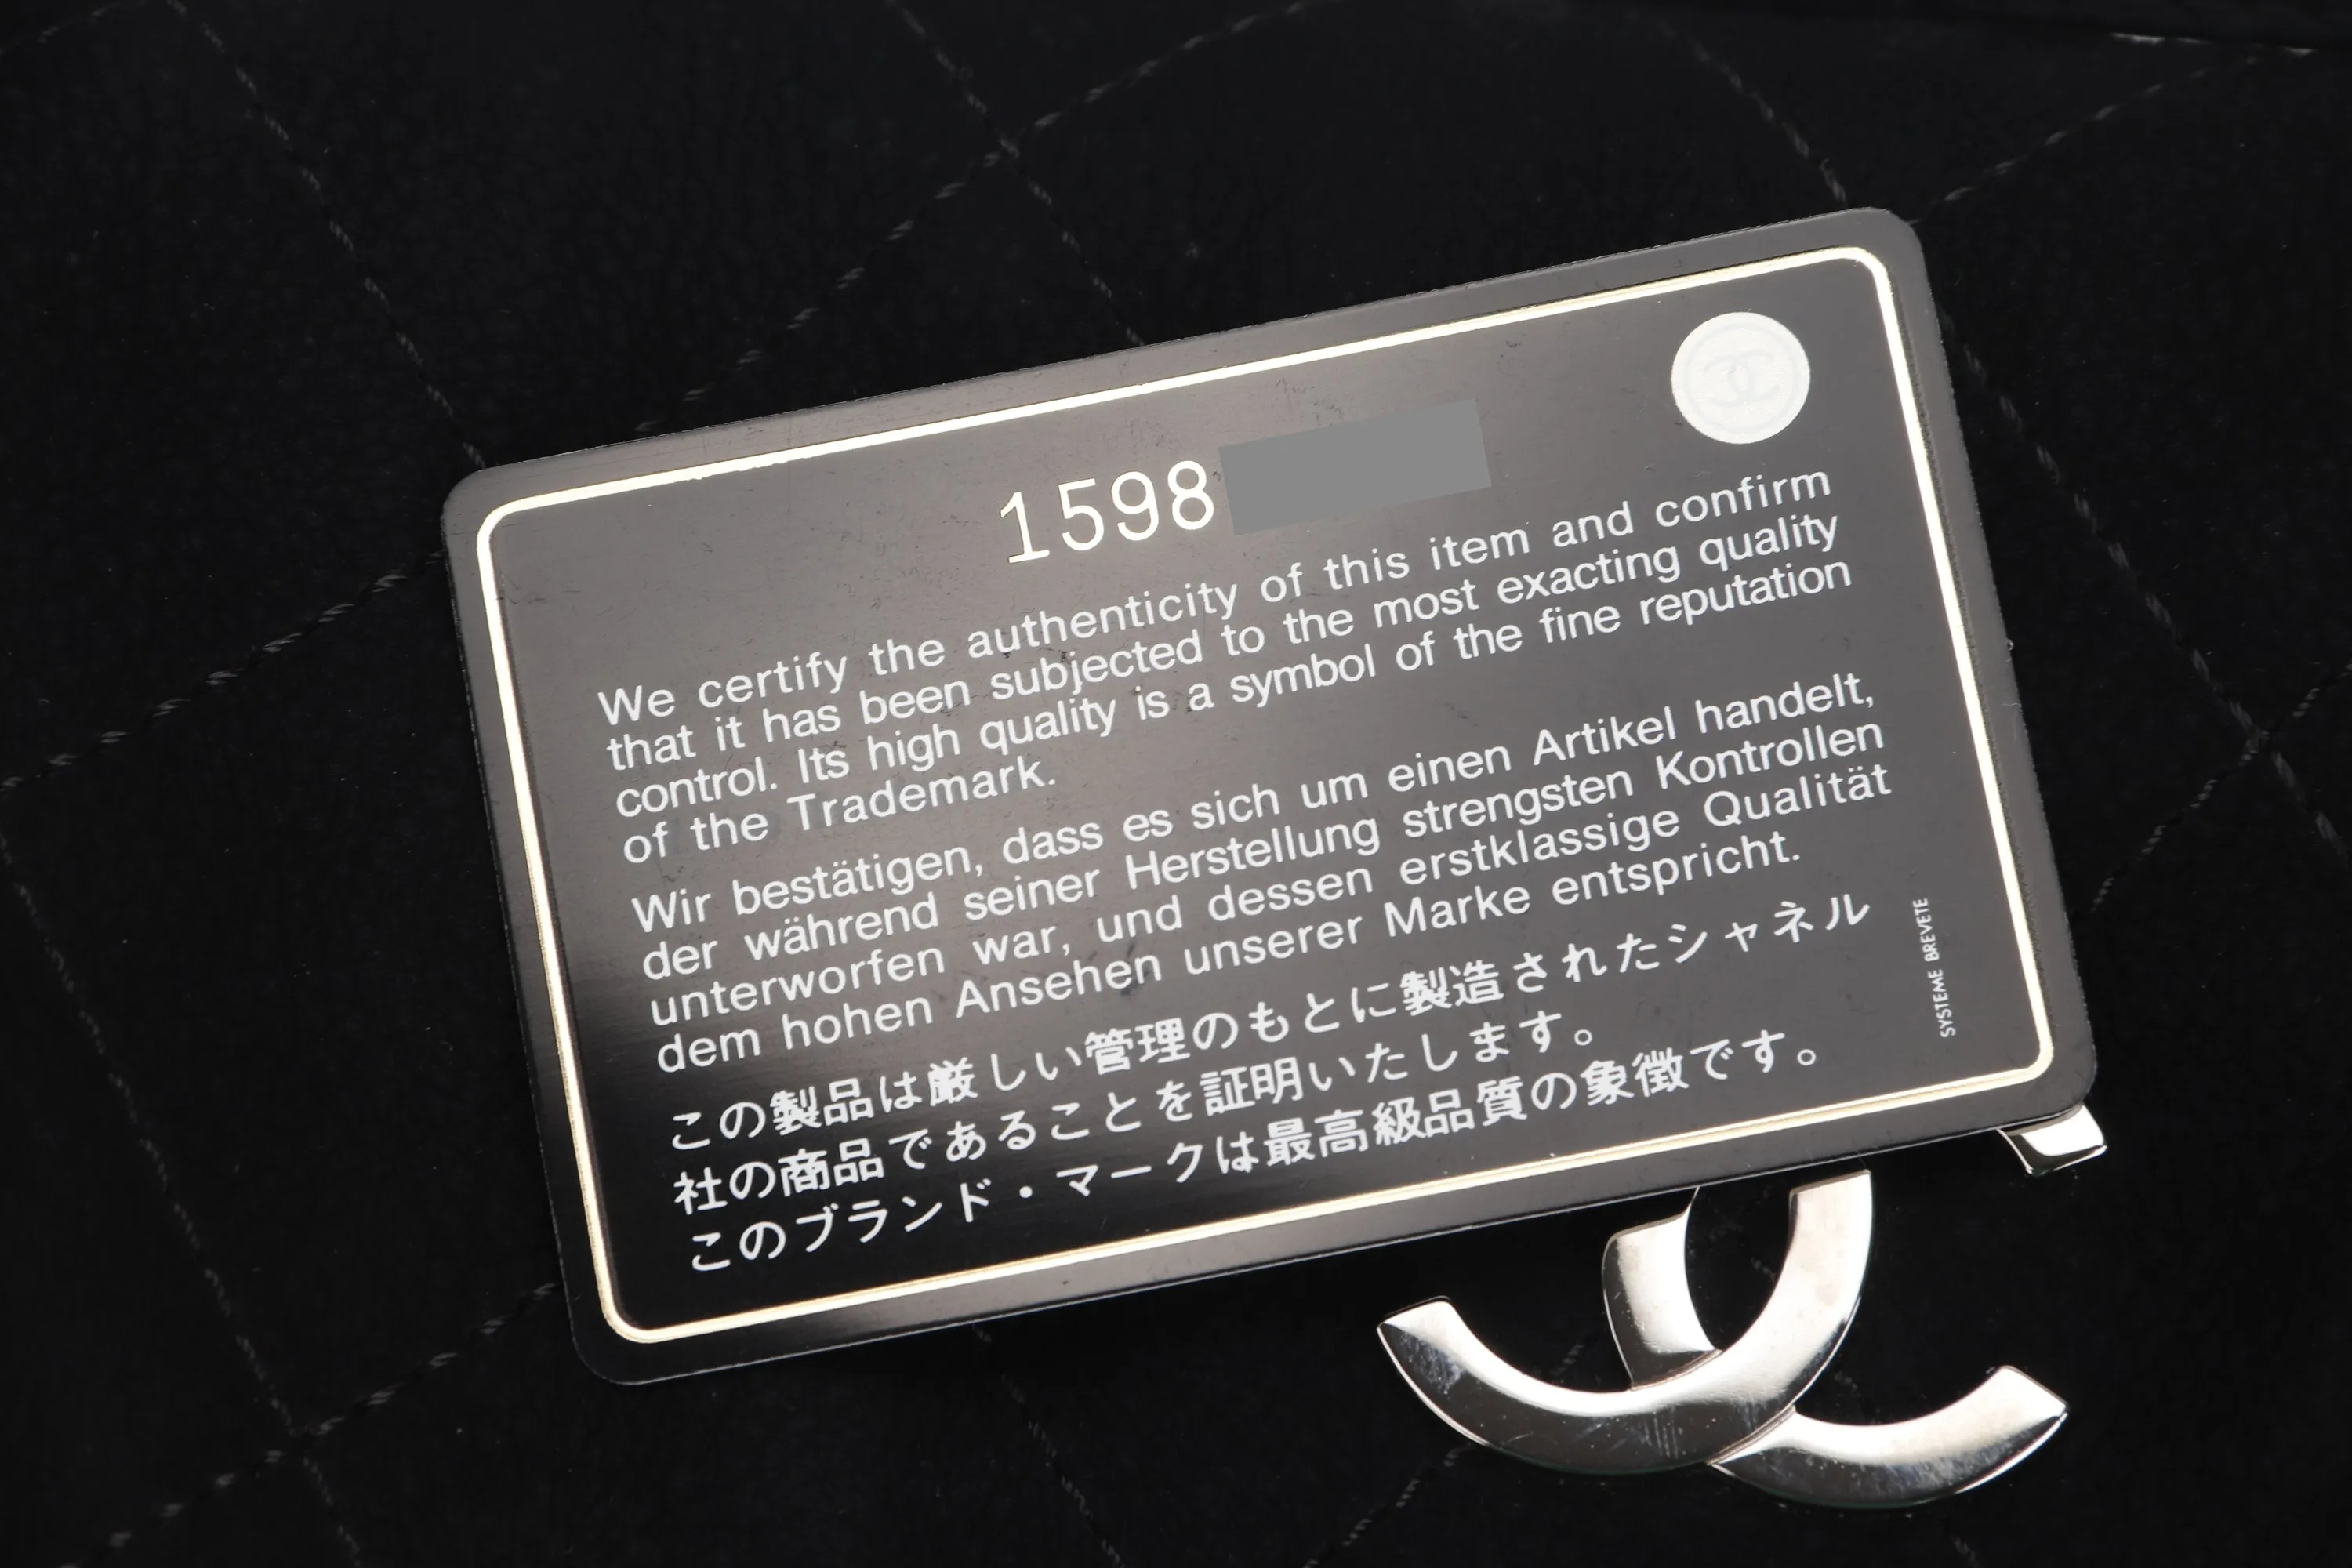 1598
We certify the authenticity of this item and confirm
that it has been subjected to the most exacting quality
control. Its high quality is a symbol of the fine reputation
of the Trademark.
Wir bestätigen, dass es sich um einen Artikel handelt,
der während seiner Herstellung strengsten Kontrollen
unterworfen war, und dessen erstklassige Qualität
dem hohen Ansehen unserer Marke entspricht.
この製品は厳しい管理のもとに製造されたシャネル
社の商品であることを証明いたします。
このブランド・マークは最高級品質の象徴です。
SYSTEME BREVETE